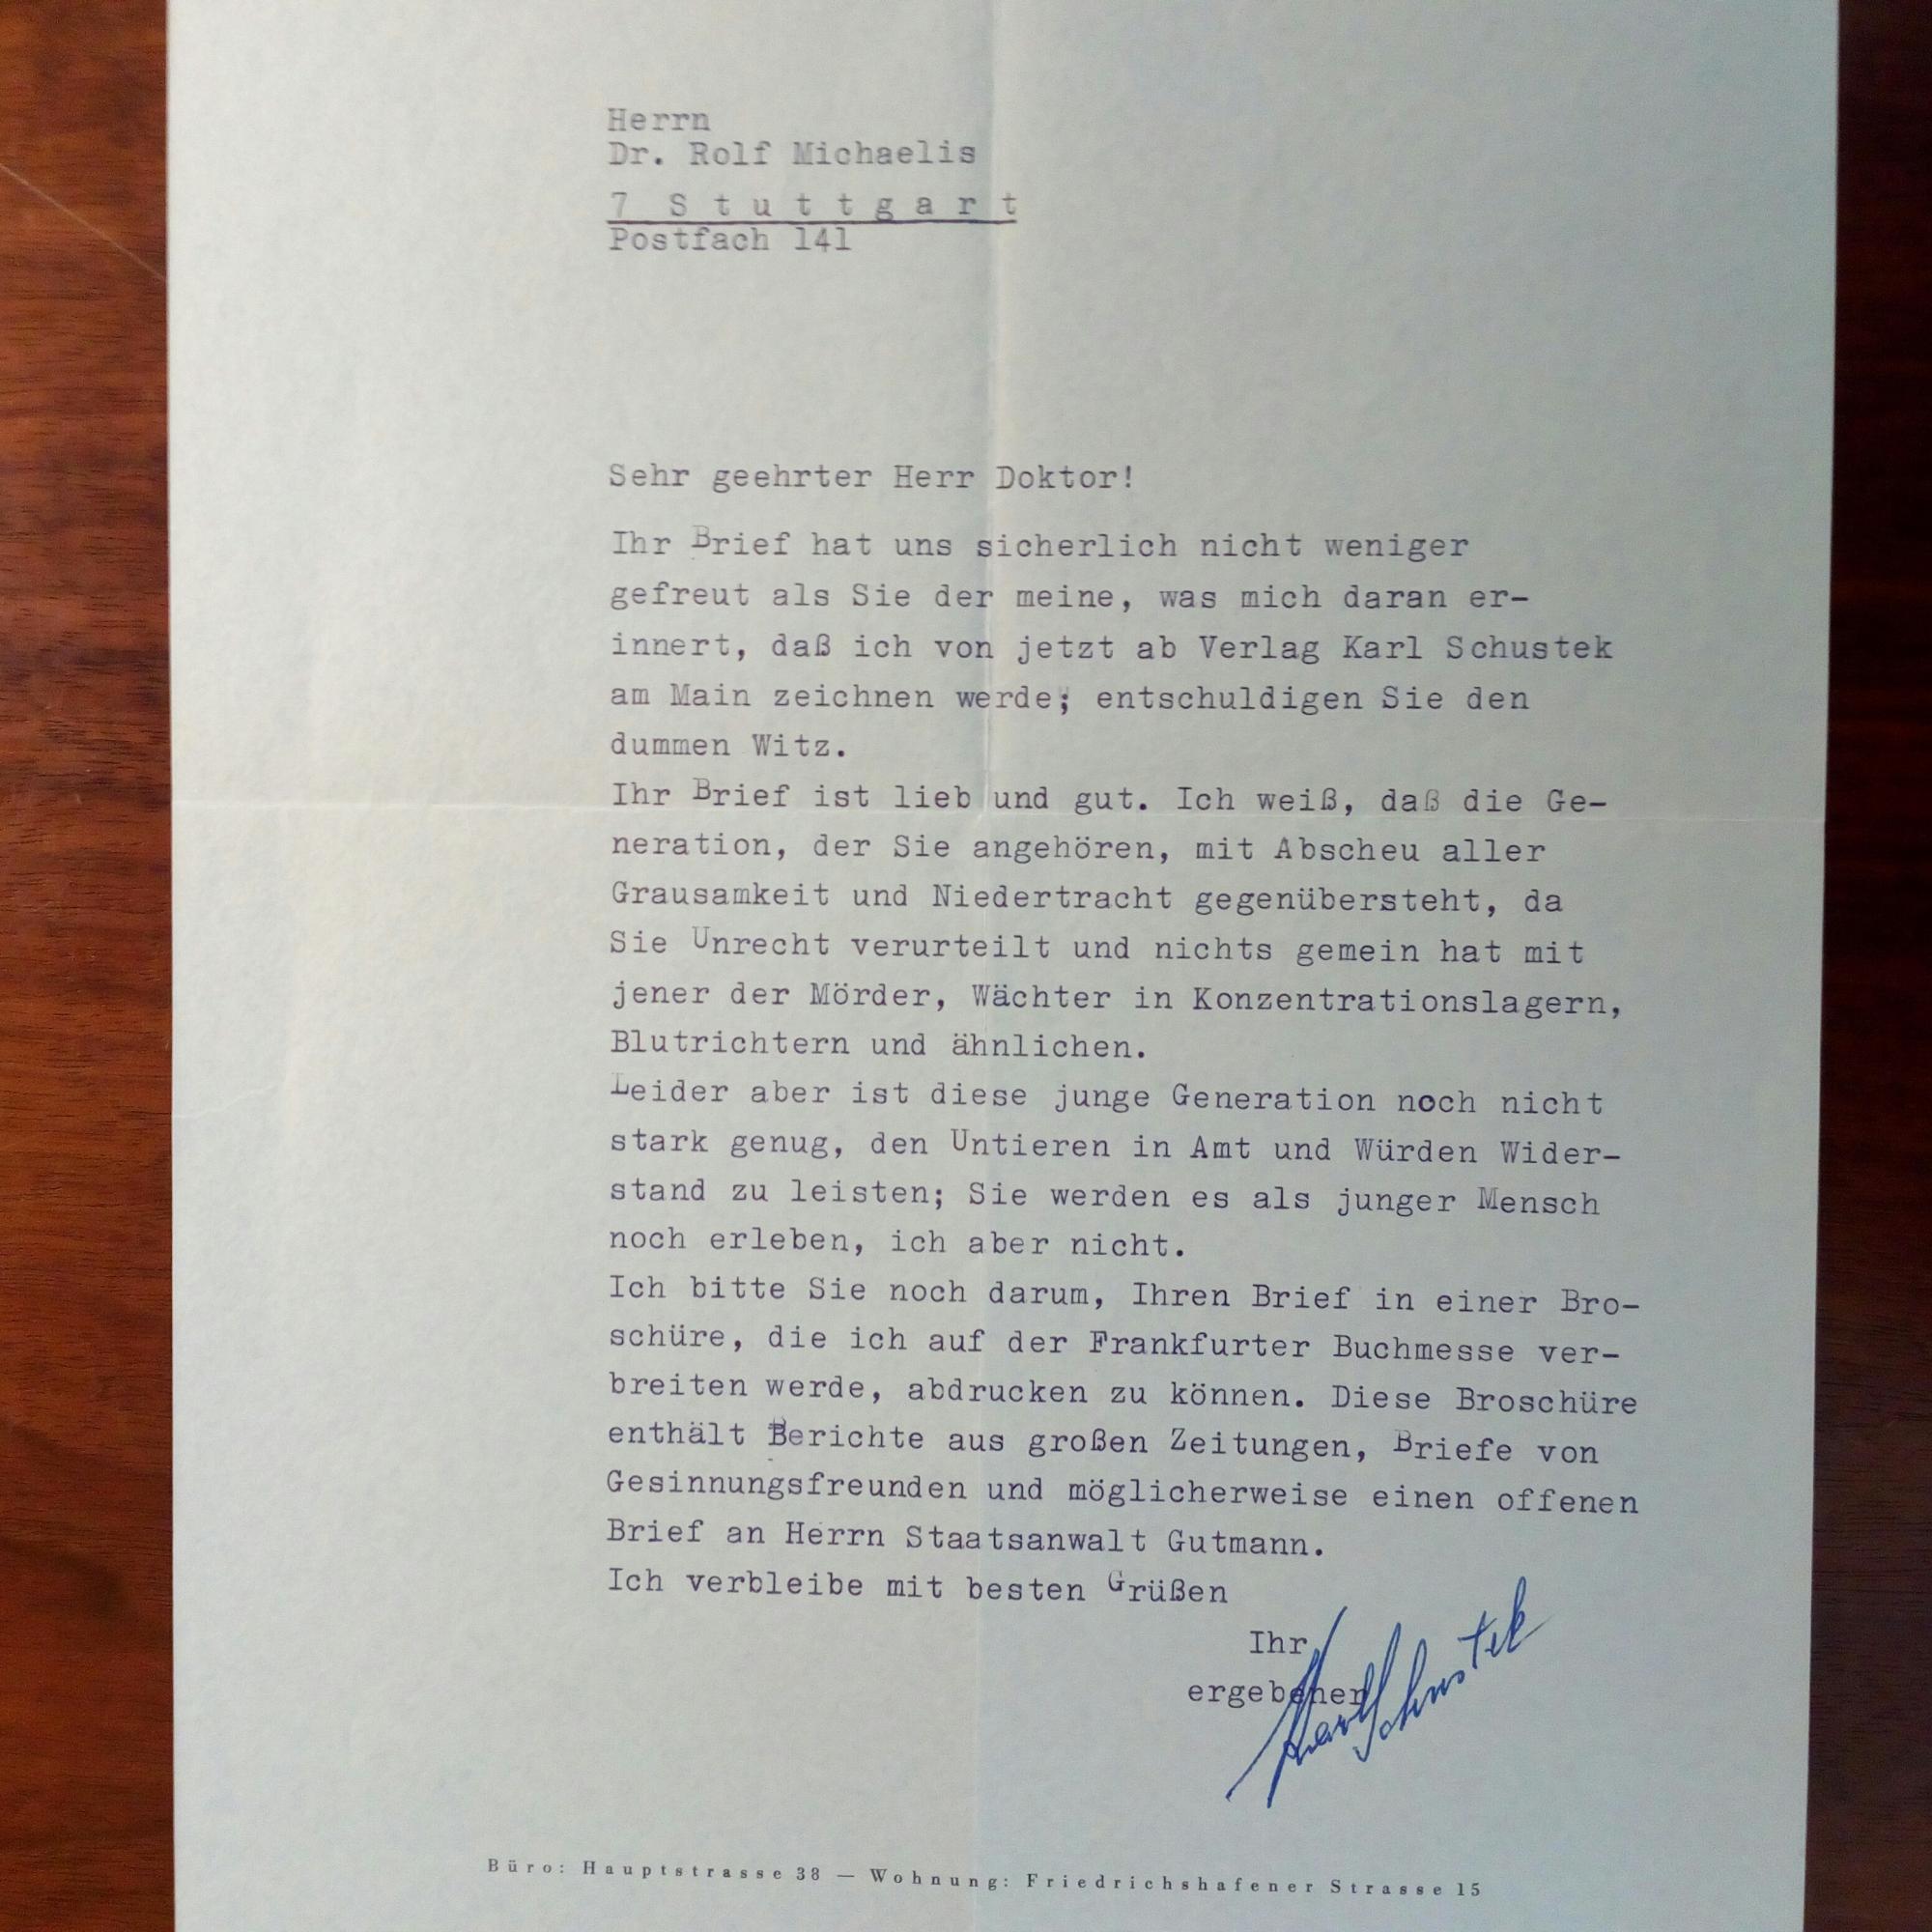 Herrn
Dr. Rolf Michaelis
7 S t u t t g a r t
Postfach 141
Sehr geehrter Herr Doktor!
Ihr Brief hat uns sicherlich nicht weniger
gefreut als Sie der meine, was mich daran er-
innert, daß ich von jetzt ab Verlag Karl Schustek
am Main zeichnen werde; entschuldigen Sie den
dummen Witz.
Ihr Brief ist lieb und gut. Ich weiß, daß die Ge-
neration, der Sie angehören, mit Abscheu aller
Grausamkeit und Niedertracht gegenübersteht, da
Sie Unrecht verurteilt und nichts gemein hat mit
jener der Mörder, Wächter in Konzentrationslagern,
Blutrichtern und ähnlichen.
Leider aber ist diese junge Generation noch nicht
stark genug, den Untieren in Amt und Würden Wider-
stand zu leisten; Sie werden es als junger Mensch
noch erleben, ich aber nicht.
Ich bitte Sie noch darum, Ihren Brief in einer Bro-
schüre, die ich auf der Frankfurter Buchmesse ver-
breiten werde, abdrucken zu können. Diese Broschüre
enthält Berichte aus großen Zeitungen, Briefe von
Gesinnungsfreunden und möglicherweise einen offenen
Brief an Herrn Staatsanwalt Gutmann.
Ich verbleibe mit besten Grüßen
Ihr
ergebener
Karl Schustek
Büro: Hauptstrasse 38 — Wohnung: Friedrichshafener Strasse 15